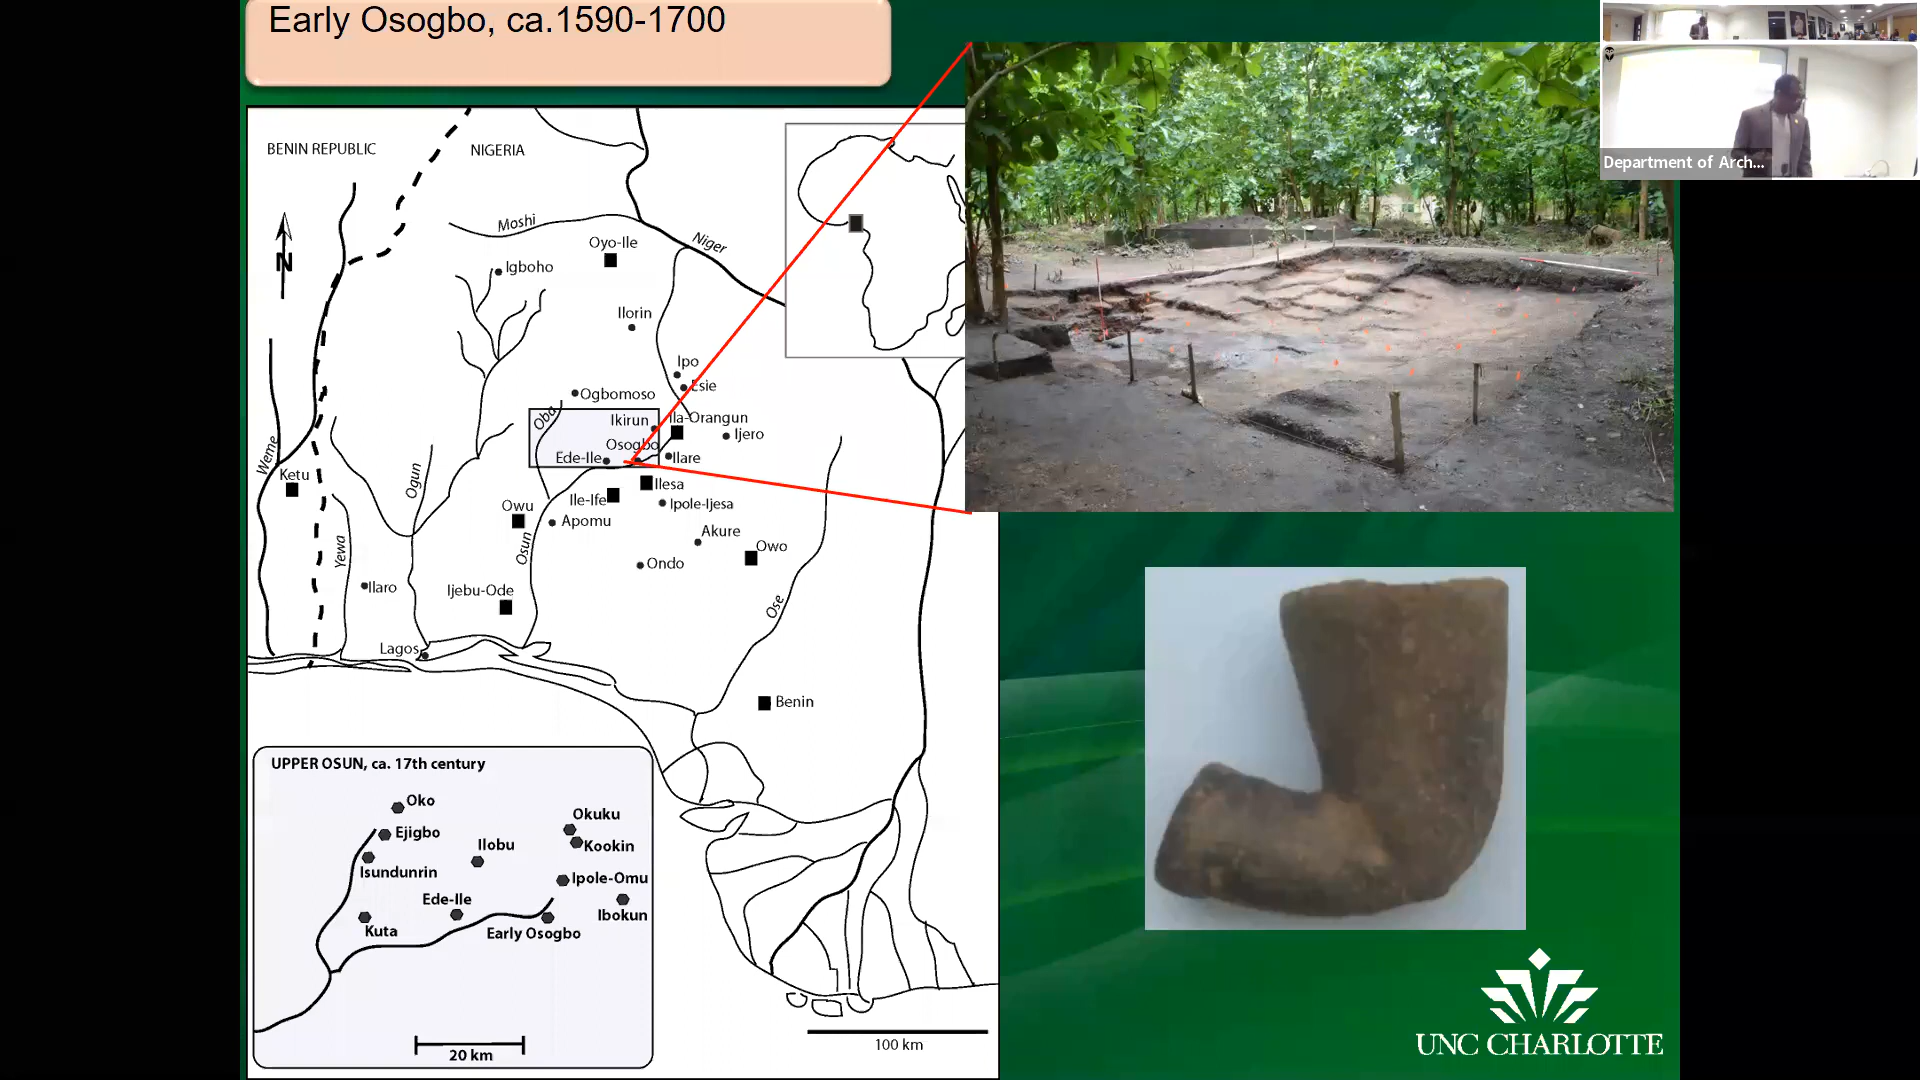 Early Osogbo, ca.1590-1700
Department of Arch...
BENIN REPUBLIC
NIGERIA
N
Moshi
Niger
Oyo-Ile
Igboho
Ilorin
Ipo
Esie
Ogbomoso
Oba
Ikirun
Ila-Orangun
Ijero
Osogbo
Ede-Ile
Ilare
Weme
Ketu
Ogun
Ile-Ife
Ilesa
Ipole-Ijesa
Owu
Apomu
Akure
Owo
Osun
Yewa
Ondo
Ilaro
Ijebu-Ode
Ose
Lagos
Benin
UPPER OSUN, ca. 17th century
Oko
Ejigbo
Okuku
Kookin
Ilobu
Isundunrin
Ipole-Omu
Ede-Ile
Ibokun
Kuta
Early Osogbo
20 km
100 km
UNC CHARLOTTE